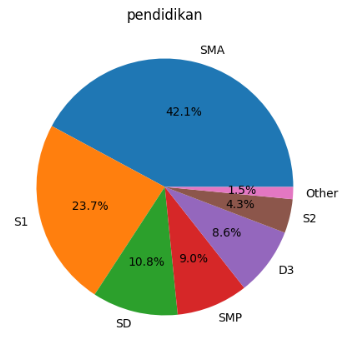 pendidikan
SMA
42.1%
S1
23.7%
SD
10.8%
SMP
9.0%
D3
8.6%
S2
4.3%
Other
1.5%